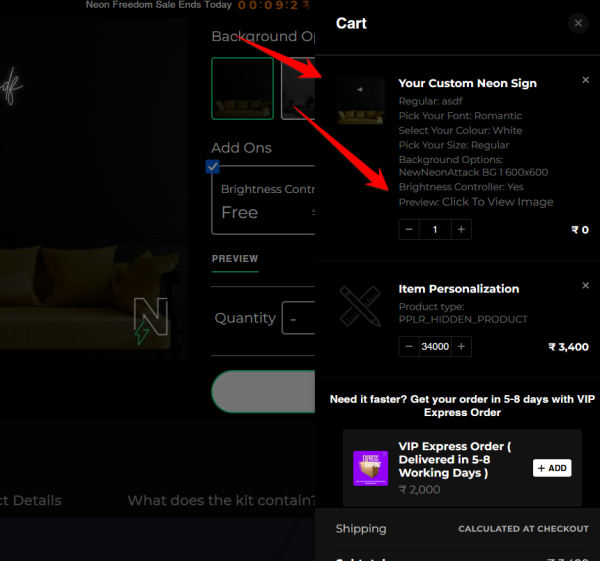 Neon Freedom Sale Ends Today 00:09:2
Background Op
asdf
Add Ons
Brightness Contr
Free
PREVIEW
Quantity
-
N
ct Details
What does the kit contain?
Cart
×
Your Custom Neon Sign
×
Regular: asdf
Pick Your Font: Romantic
Select Your Colour: White
Pick Your Size: Regular
Background Options:
NewNeonAttack BG 1 600x600
Brightness Controller: Yes
Preview: Click To View Image
− 1 + ₹ 0
Item Personalization
×
Product type:
PPLR_HIDDEN_PRODUCT
− 34000 + ₹ 3,400
Need it faster? Get your order in 5-8 days with VIP
Express Order
VIP Express Order (
Delivered in 5-8
Working Days )
₹ 2,000
+ ADD
Shipping CALCULATED AT CHECKOUT